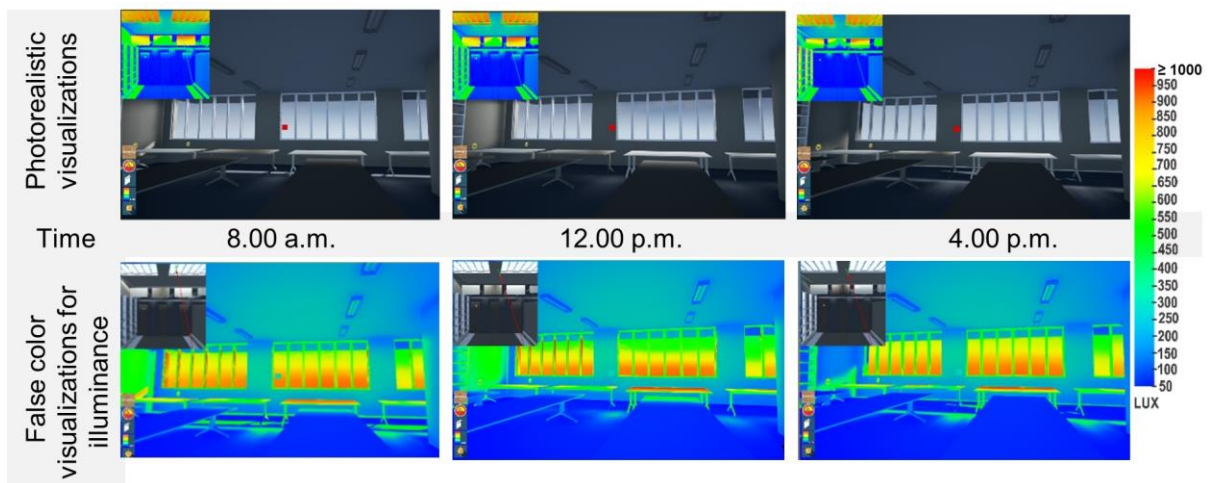 Photorealistic
visualizations
Time
8.00 a.m.
12.00 p.m.
4.00 p.m.
False color
visualizations for
illuminance
≥ 1000
950
900
850
800
750
700
650
600
550
500
450
400
350
300
250
200
150
100
50
LUX